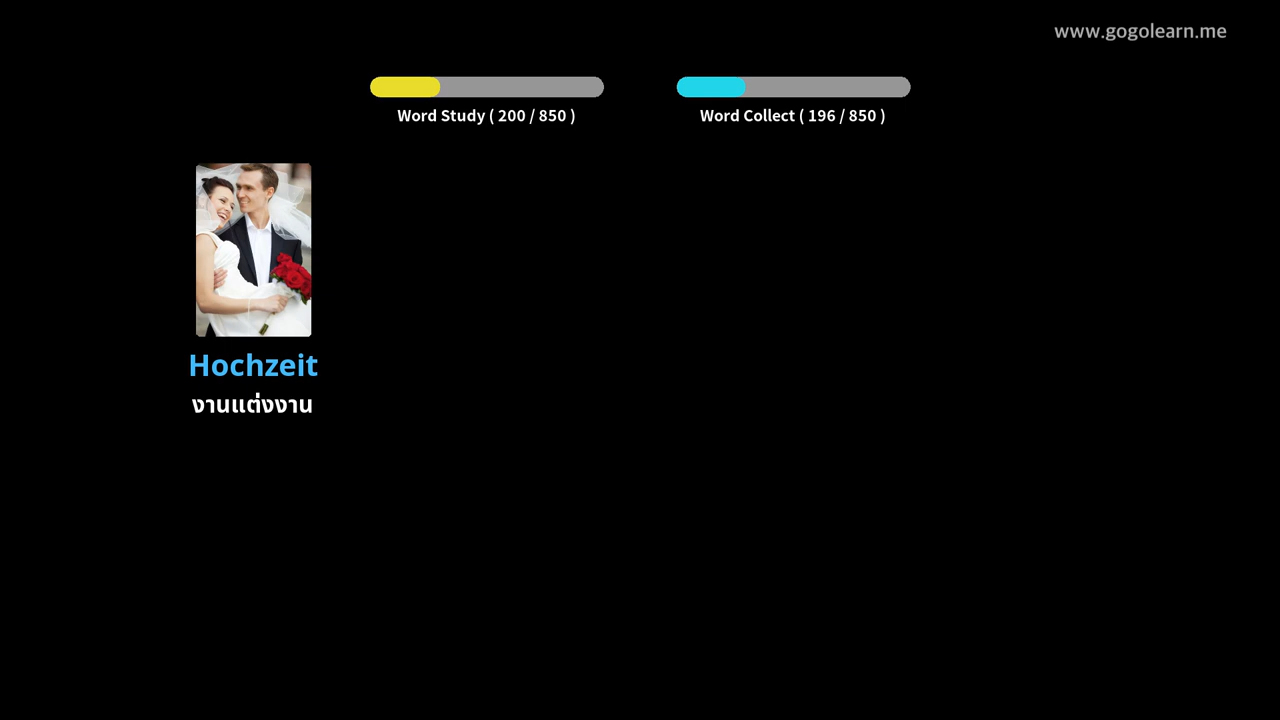 www.gogolearn.me
Word Study ( 200 / 850 )
Word Collect ( 196 / 850 )
Hochzeit
งานแต่งงาน